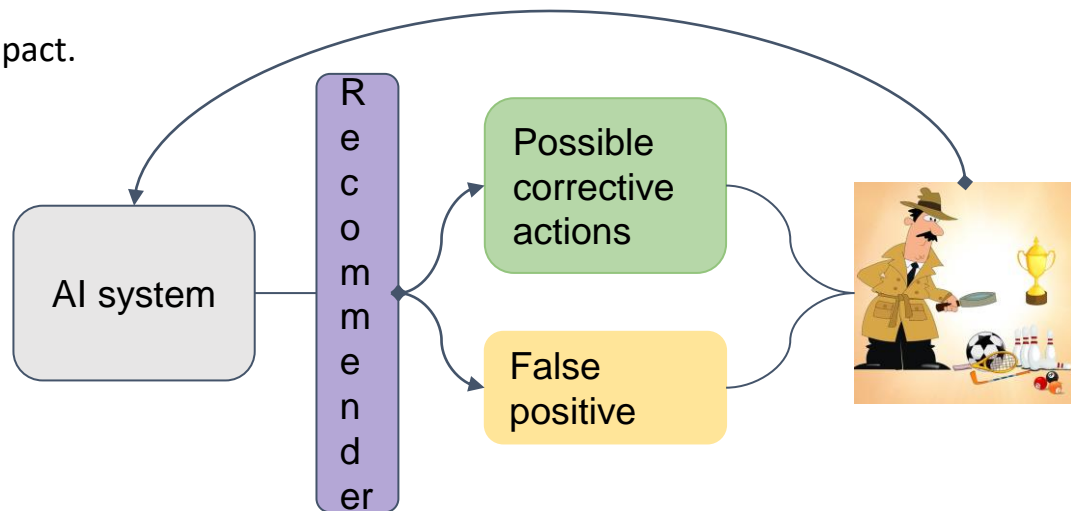 pact.
R
e
c
o
m
m
e
n
d
er
AI system
Possible
corrective
actions
False
positive